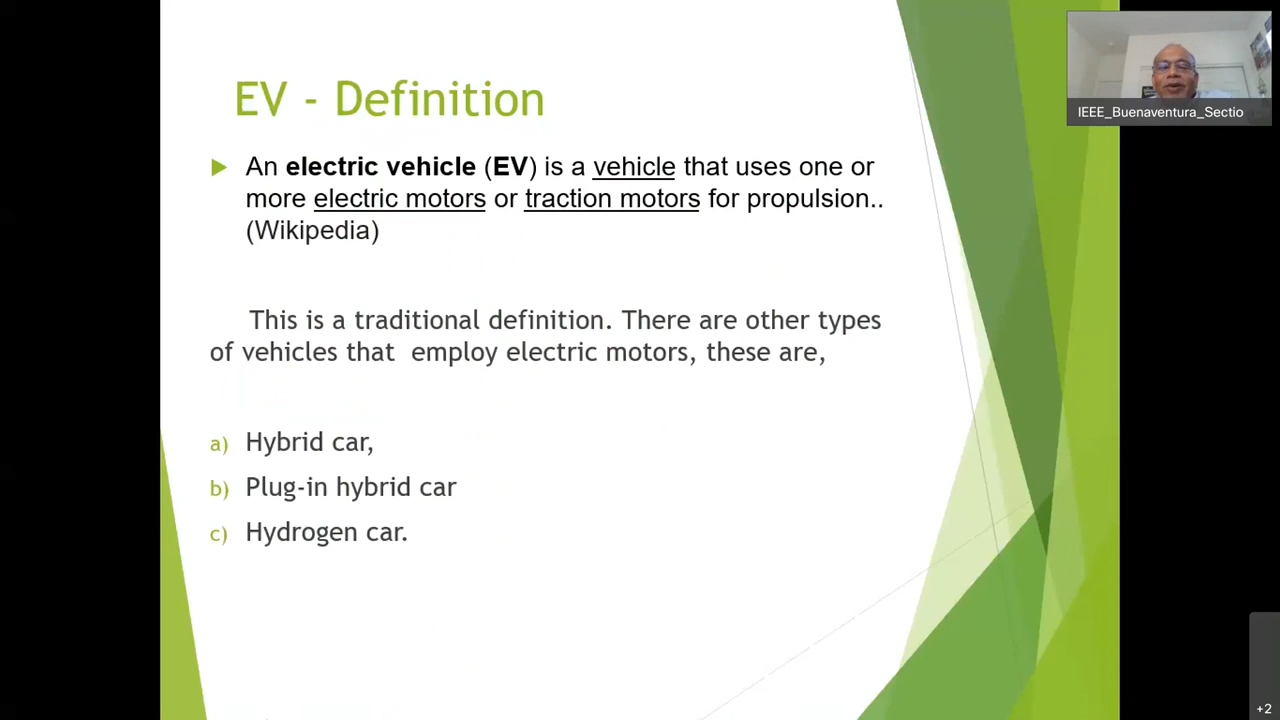 EV - Definition
An electric vehicle (EV) is a vehicle that uses one or
more electric motors or traction motors for propulsion..
(Wikipedia)
This is a traditional definition. There are other types
of vehicles that employ electric motors, these are,
a) Hybrid car,
b) Plug-in hybrid car
c) Hydrogen car.
IEEE_Buenaventura_Sectio
+2